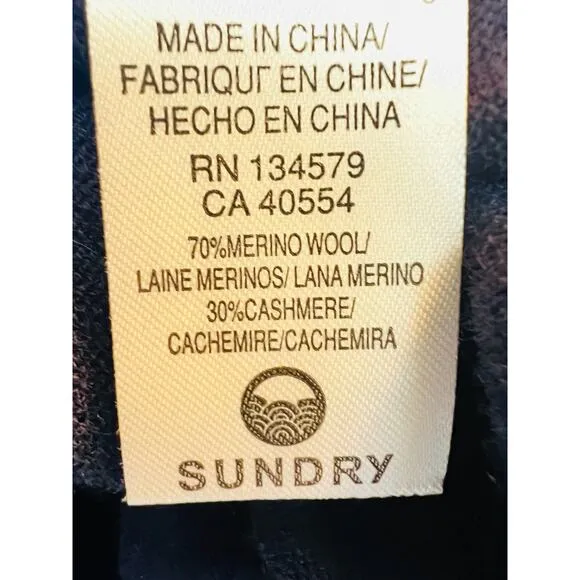 MADE IN CHINA/
FABRIQUГ EN CHINE/
HECHO EN CHINA
RN 134579
CA 40554
70%MERINO WOOL/
LAINE MERINOS/ LANA MERINO
30%CASHMERE/
CACHEMIRE/CACHEMIRA
SUNDRY